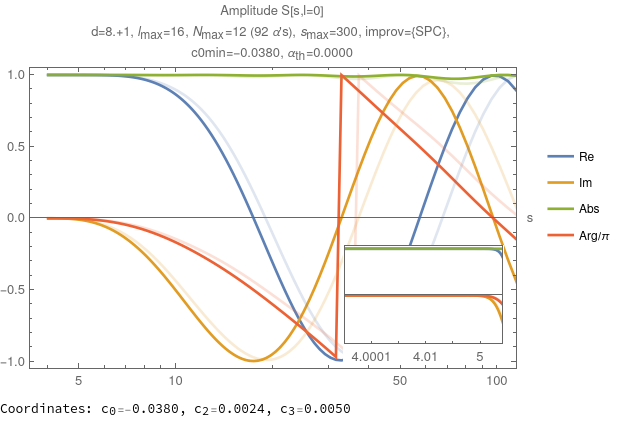 Amplitude S[s,l=0]
d=8.+1, lmax=16, Nmax=12 (92 α's), smax=300, improv={SPC},
c0min=-0.0380, αth=0.0000
1.0
0.5
0.0
-0.5
-1.0
5
10
50
100
s
4.0001
4.01
5
Re
Im
Abs
Arg/π
Coordinates: c0=-0.0380, c2=0.0024, c3=0.0050